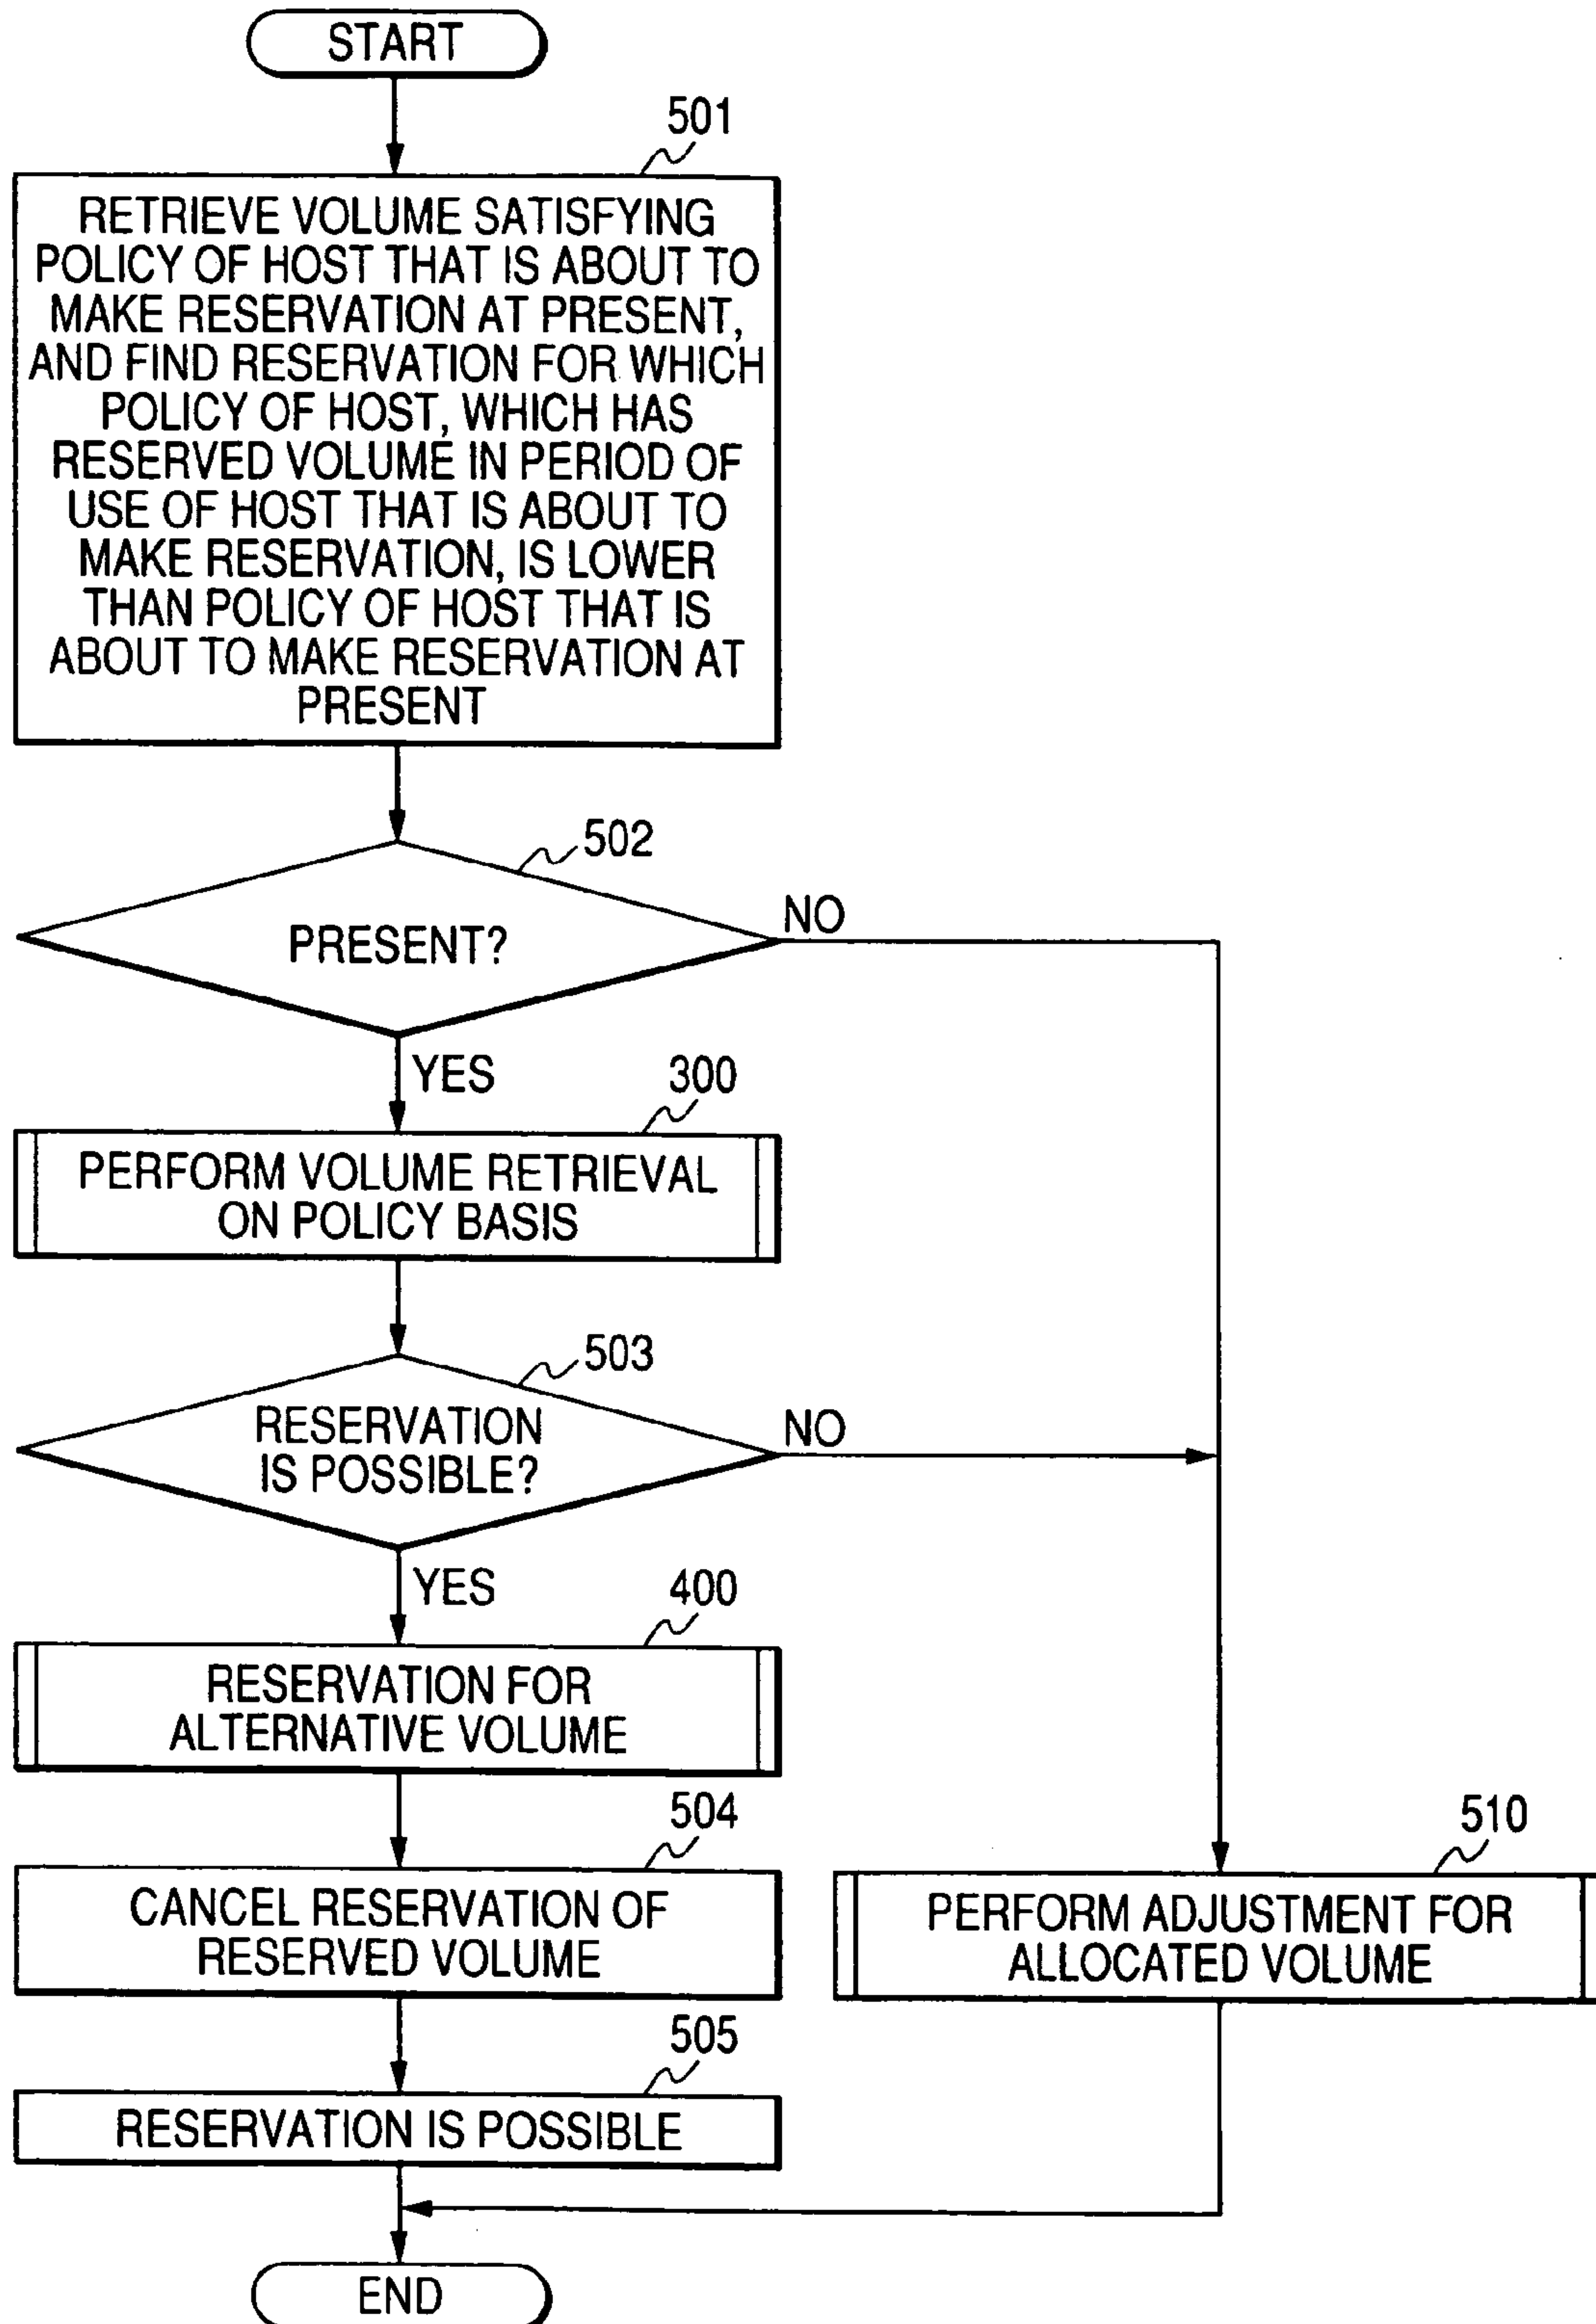 START
501
RETRIEVE VOLUME SATISFYING
POLICY OF HOST THAT IS ABOUT TO
MAKE RESERVATION AT PRESENT,
AND FIND RESERVATION FOR WHICH
POLICY OF HOST, WHICH HAS
RESERVED VOLUME IN PERIOD OF
USE OF HOST THAT IS ABOUT TO
MAKE RESERVATION, IS LOWER
THAN POLICY OF HOST THAT IS
ABOUT TO MAKE RESERVATION AT
PRESENT
502
PRESENT?
NO
YES
300
PERFORM VOLUME RETRIEVAL
ON POLICY BASIS
503
RESERVATION
IS POSSIBLE?
NO
YES
400
RESERVATION FOR
ALTERNATIVE VOLUME
504
CANCEL RESERVATION OF
RESERVED VOLUME
510
PERFORM ADJUSTMENT FOR
ALLOCATED VOLUME
505
RESERVATION IS POSSIBLE
END